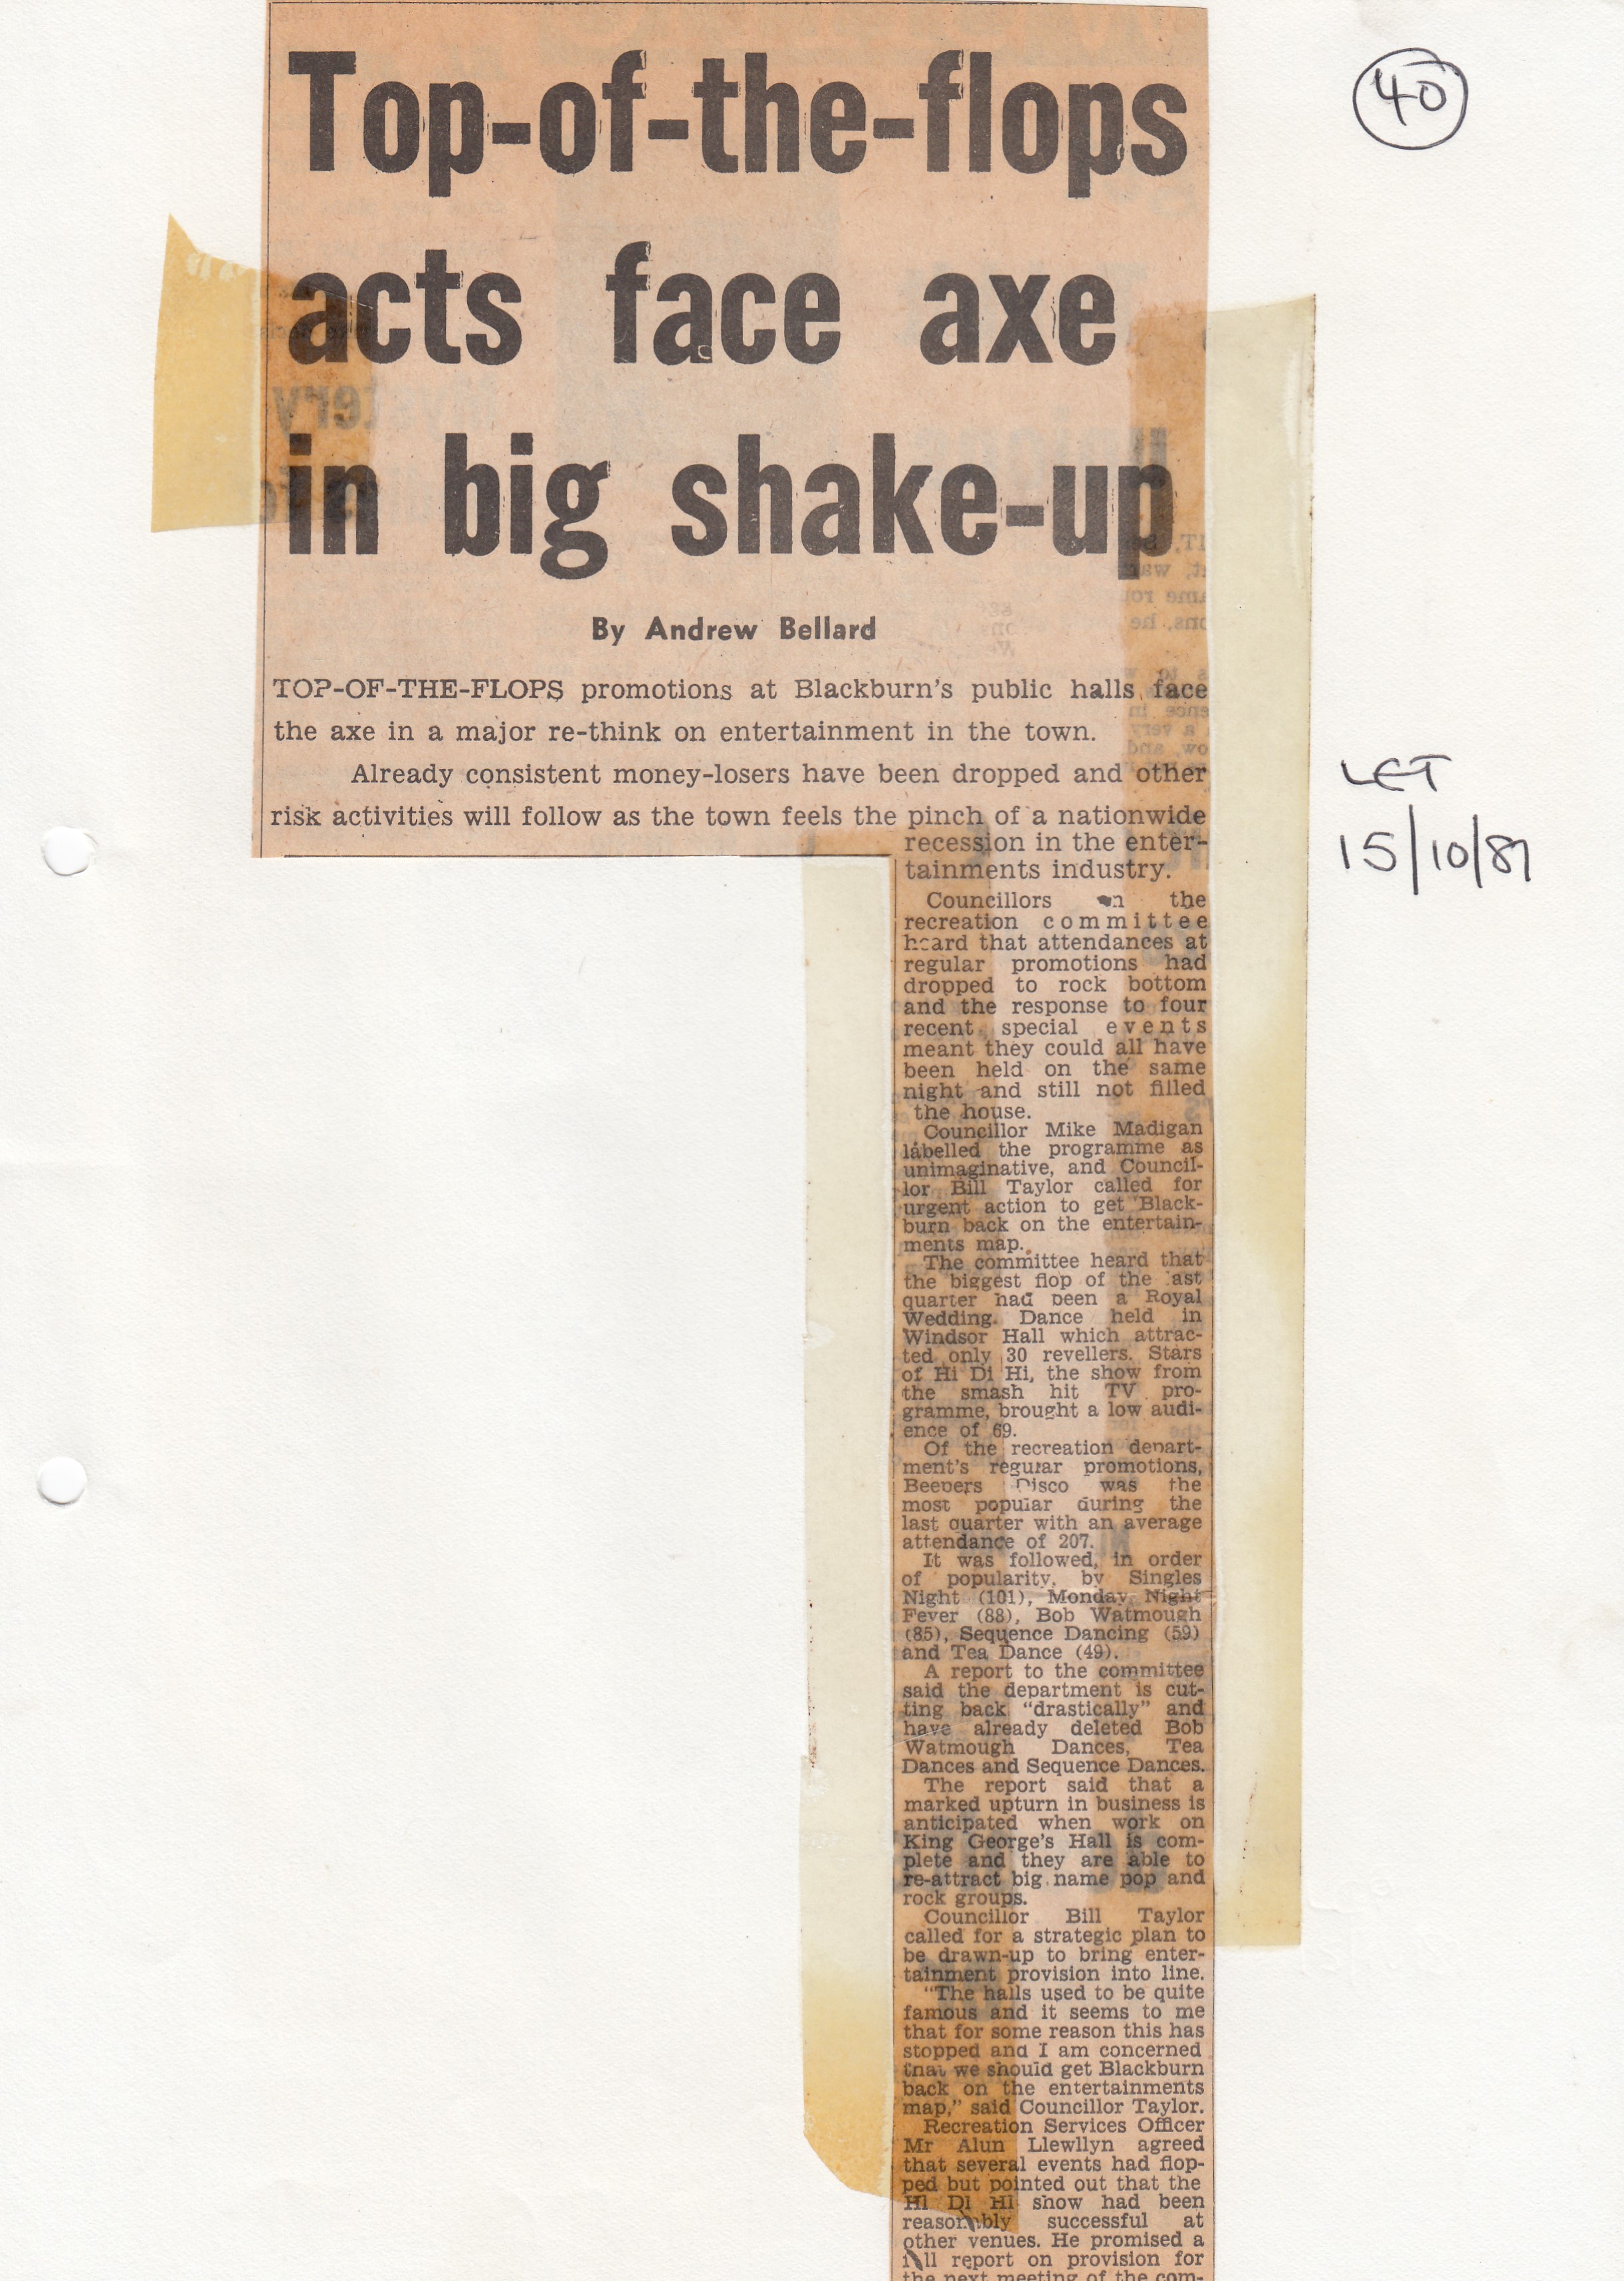 40
Top-of-the-flops
acts face axe
in big shake-up
By Andrew Bellard
TOP-OF-THE-FLOPS promotions at Blackburn's public halls face
the axe in a major re-think on entertainment in the town.
Already consistent money-losers have been dropped and other
risk activities will follow as the town feels the pinch of a nationwide
recession in the enter-
tainments industry.
LET
15/10/81
Councillors the
recreation committee
heard that attendances at
regular promotions had
dropped to rock bottom
and the response to four
recent special events
meant they could all have
been held on the same
night and still not filled
the house.
Councillor Mike Madigan
labelled the programme as
unimaginative, and Council-
lor Bill Taylor called for
urgent action to get Black-
burn back on the entertain-
ments map.
The committee heard that
the biggest flop of the last
quarter had been a Royal
Wedding Dance held in
Windsor Hall which attrac-
ted only 30 revellers. Stars
of Hi Di Hi, the show from
the smash hit TV pro-
gramme, brought a low audi-
ence of 69.
Of the recreation depart-
ment's regular promotions,
Beepers Disco was the
most popular during the
last quarter with an average
attendance of 207.
It was followed, in order
of popularity, by Singles
Night (101), Monday Night
Fever (88), Bob Watmough
(85), Sequence Dancing (59)
and Tea Dance (49).
A report to the committee
said the department is cut-
ting back "drastically" and
have already deleted Bob
Watmough Dances, Tea
Dances and Sequence Dances.
The report said that a
marked upturn in business is
anticipated when work on
King George's Hall is com-
plete and they are able to
re-attract big name pop and
rock groups.
Councillor Bill Taylor
called for a strategic plan to
be drawn-up to bring enter-
tainment provision into line.
"The halls used to be quite
famous and it seems to me
that for some reason this has
stopped and I am concerned
that we should get Blackburn
back on the entertainments
map," said Councillor Taylor.
Recreation Services Officer
Mr Alun Llewllyn agreed
that several events had flop-
ped but pointed out that the
Hi Di Hi show had been
reasonably successful at
other venues. He promised a
full report on provision for
the next meeting of the com-